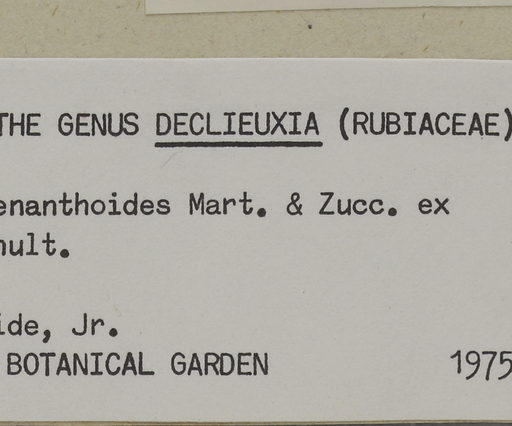 THE GENUS DECLIEUXIA (RUBIACEAE)
enanthoides Mart. & Zucc. ex
hult.
ide, Jr.
BOTANICAL GARDEN 1975